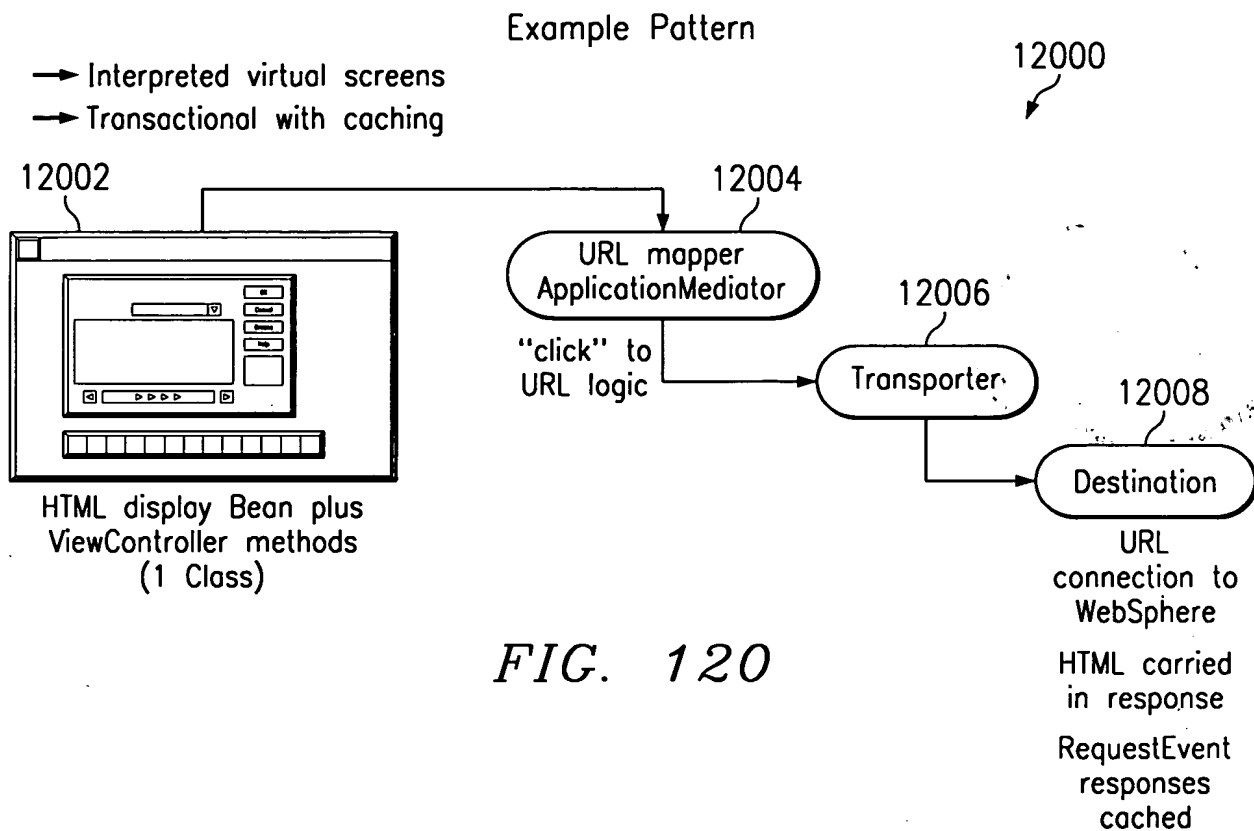 Example Pattern
12000
→ Interpreted virtual screens
→ Transactional with caching
12002
12004
URL mapper
ApplicationMediator
"click" to
URL logic
12006
Transporter
12008
Destination
HTML display Bean plus
ViewController methods
(1 Class)
URL
connection to
WebSphere
HTML carried
in response
RequestEvent
responses
cached
FIG. 120